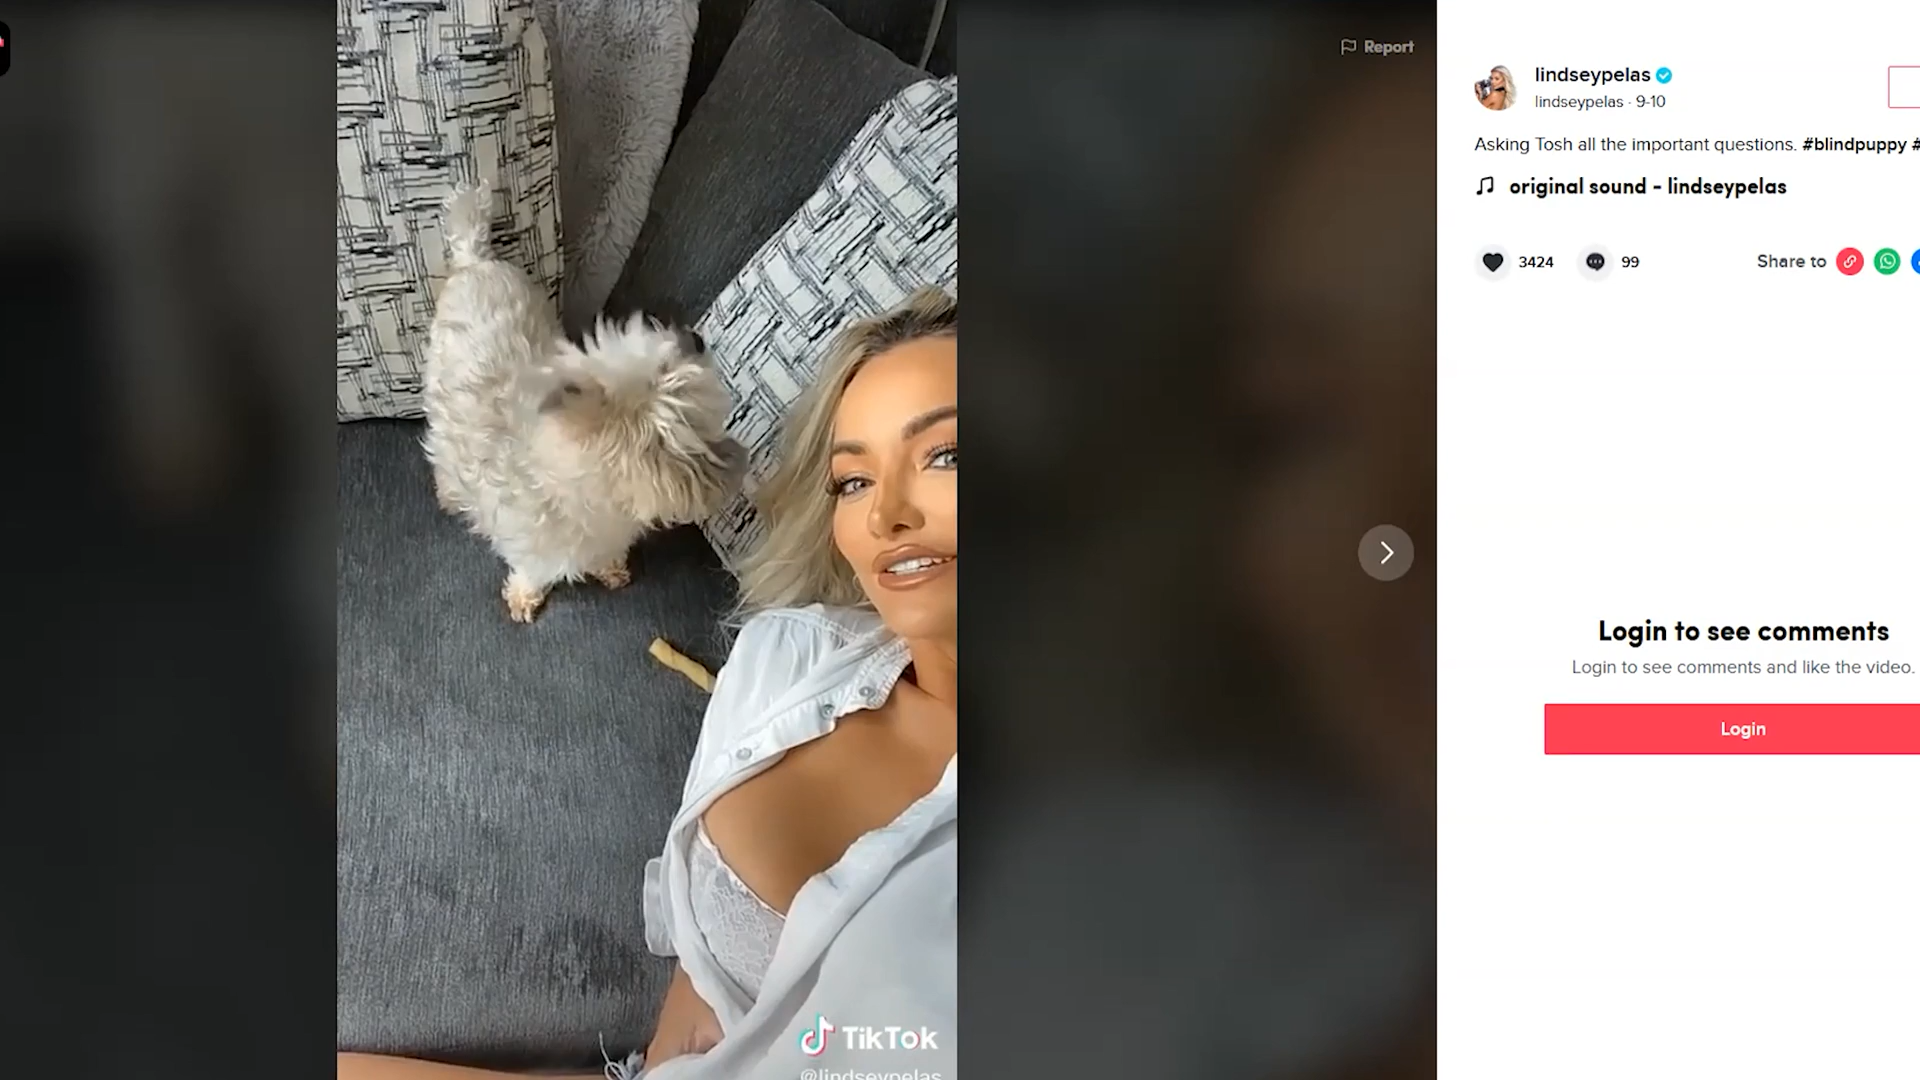 Report
lindseypelas
lindseypelas · 9-10
Asking Tosh all the important questions. #blindpuppy #
original sound - lindseypelas
3424
99
Share to
Login to see comments
Login to see comments and like the video.
Login
TikTok
@lindseypelas